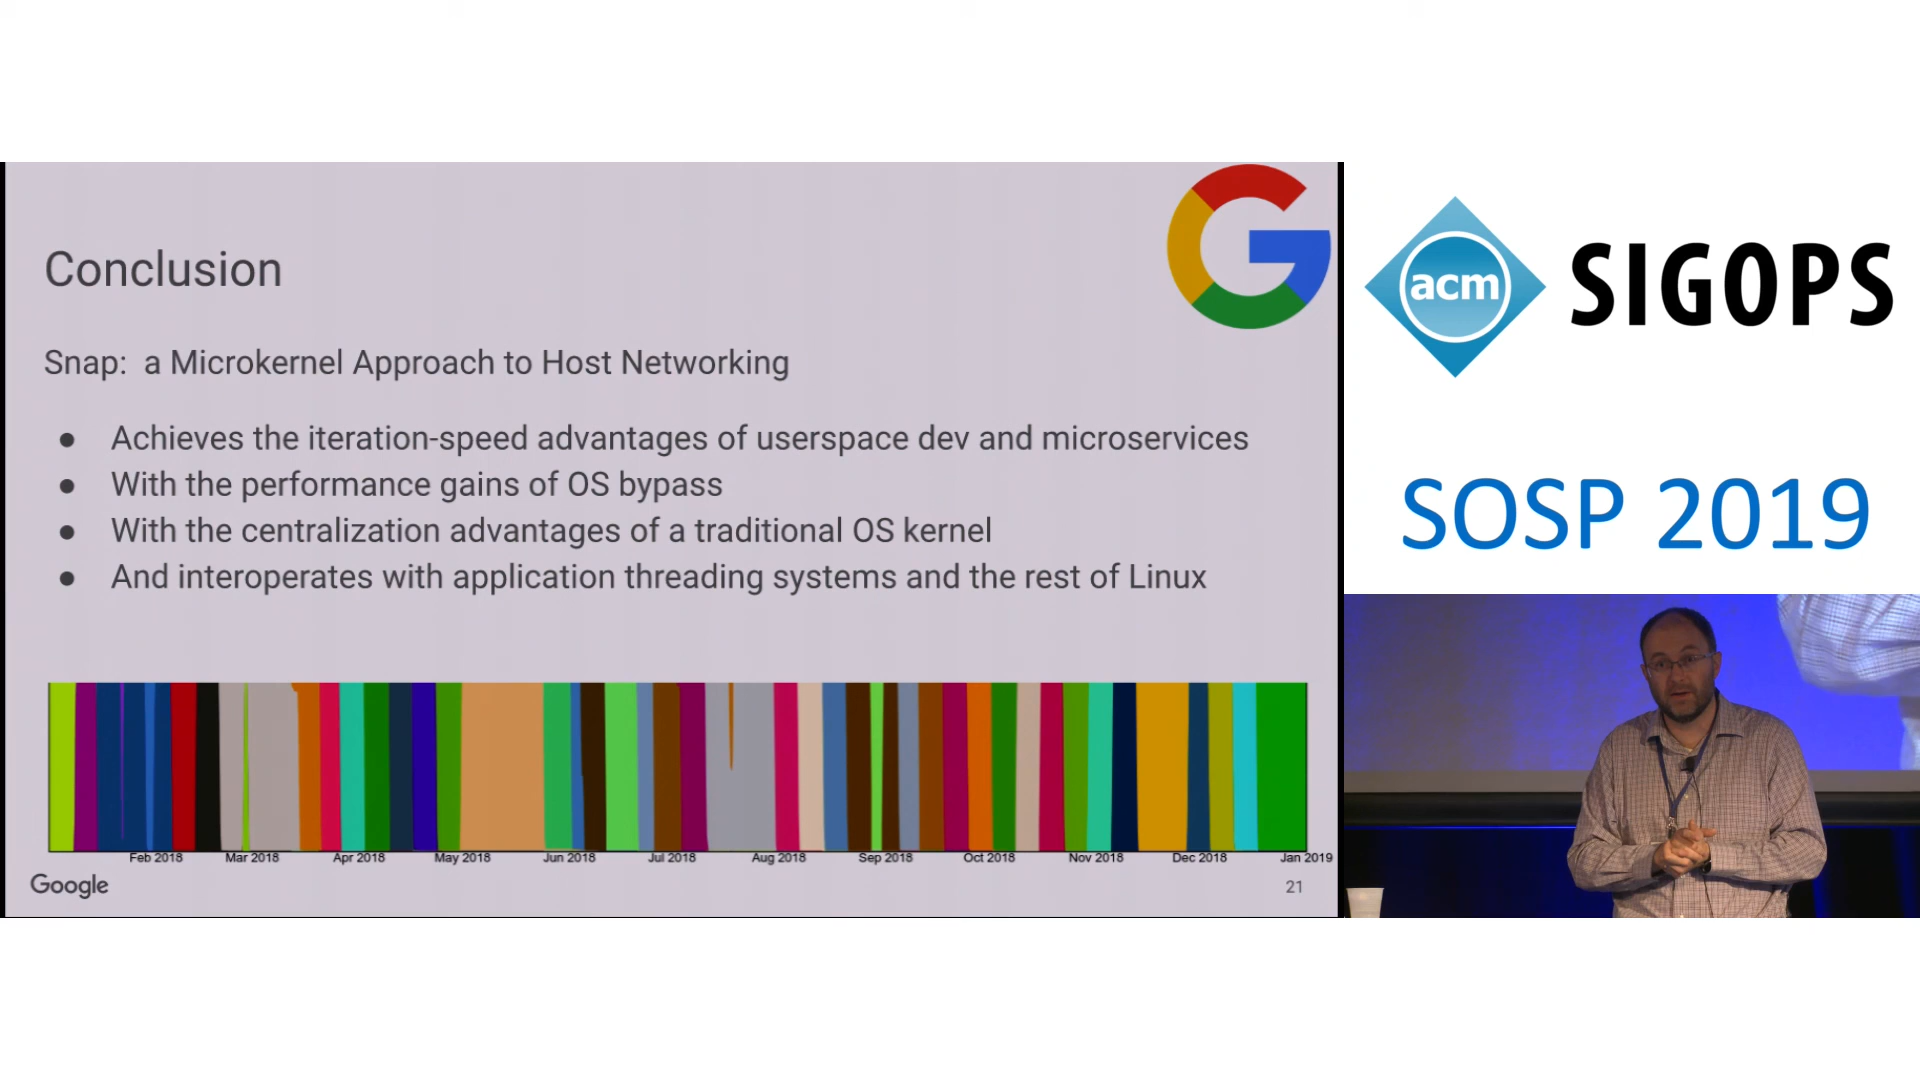 Conclusion
Snap: a Microkernel Approach to Host Networking
● Achieves the iteration-speed advantages of userspace dev and microservices
● With the performance gains of OS bypass
● With the centralization advantages of a traditional OS kernel
● And interoperates with application threading systems and the rest of Linux
Feb 2018 Mar 2018 Apr 2018 May 2018 Jun 2018 Jul 2018 Aug 2018 Sep 2018 Oct 2018 Nov 2018 Dec 2018 Jan 2019
Google
21
acm SIGOPS
SOSP 2019